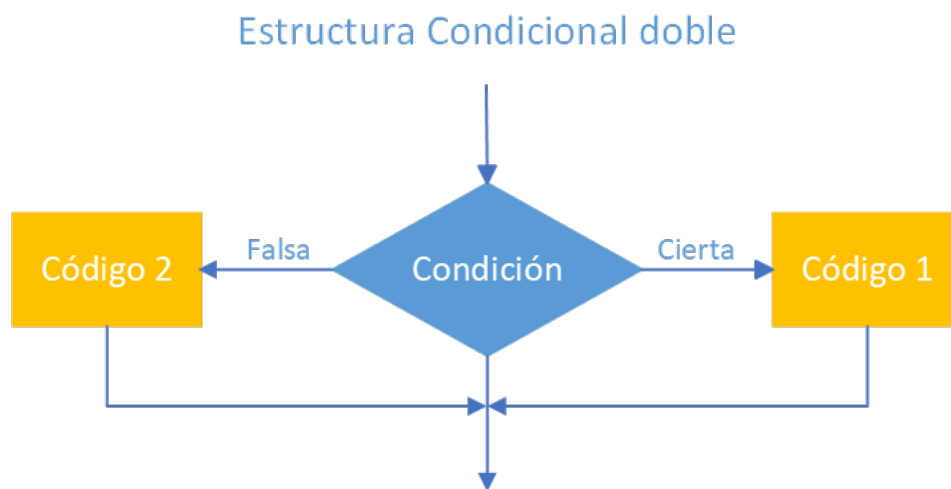 Estructura Condicional doble
Falsa
Cierta
Código 2
Condición
Código 1